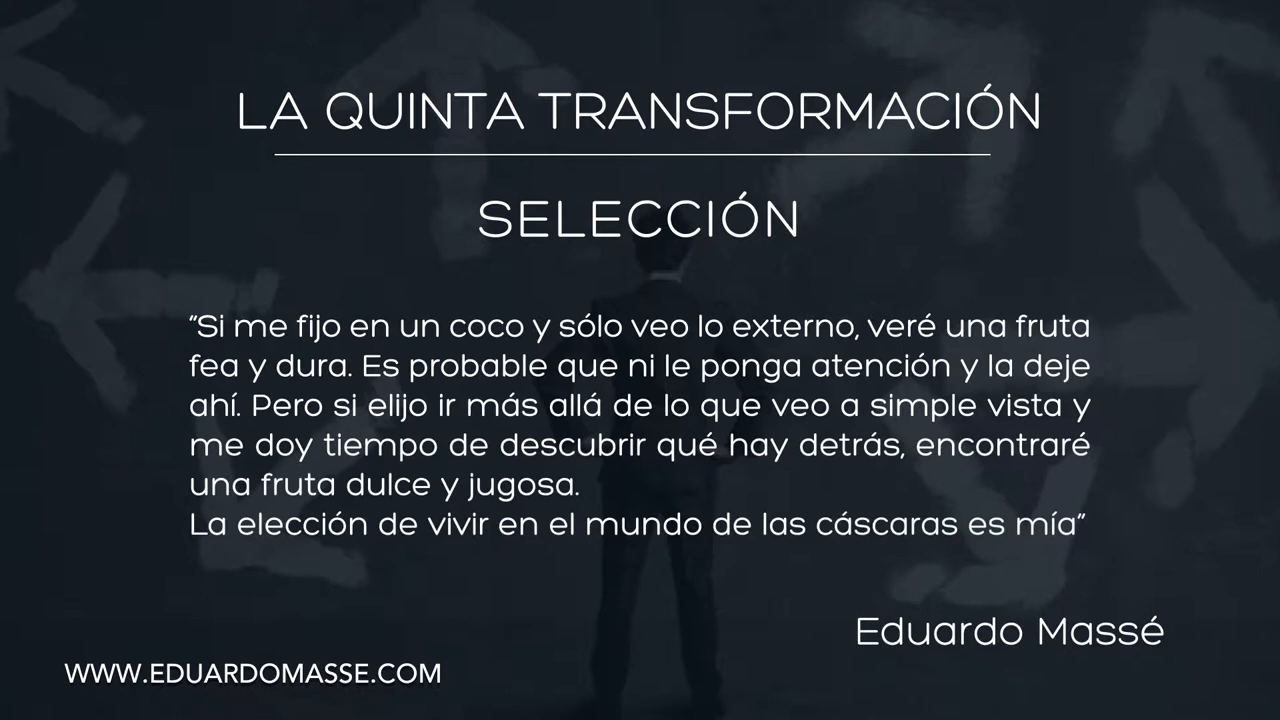 LA QUINTA TRANSFORMACIÓN
SELECCIÓN
“Si me fijo en un coco y sólo veo lo externo, veré una fruta
fea y dura. Es probable que ni le ponga atención y la deje
ahí. Pero si elijo ir más allá de lo que veo a simple vista y
me doy tiempo de descubrir qué hay detrás, encontraré
una fruta dulce y jugosa.
La elección de vivir en el mundo de las cáscaras es mía”
Eduardo Massé
WWW.EDUARDOMASSE.COM